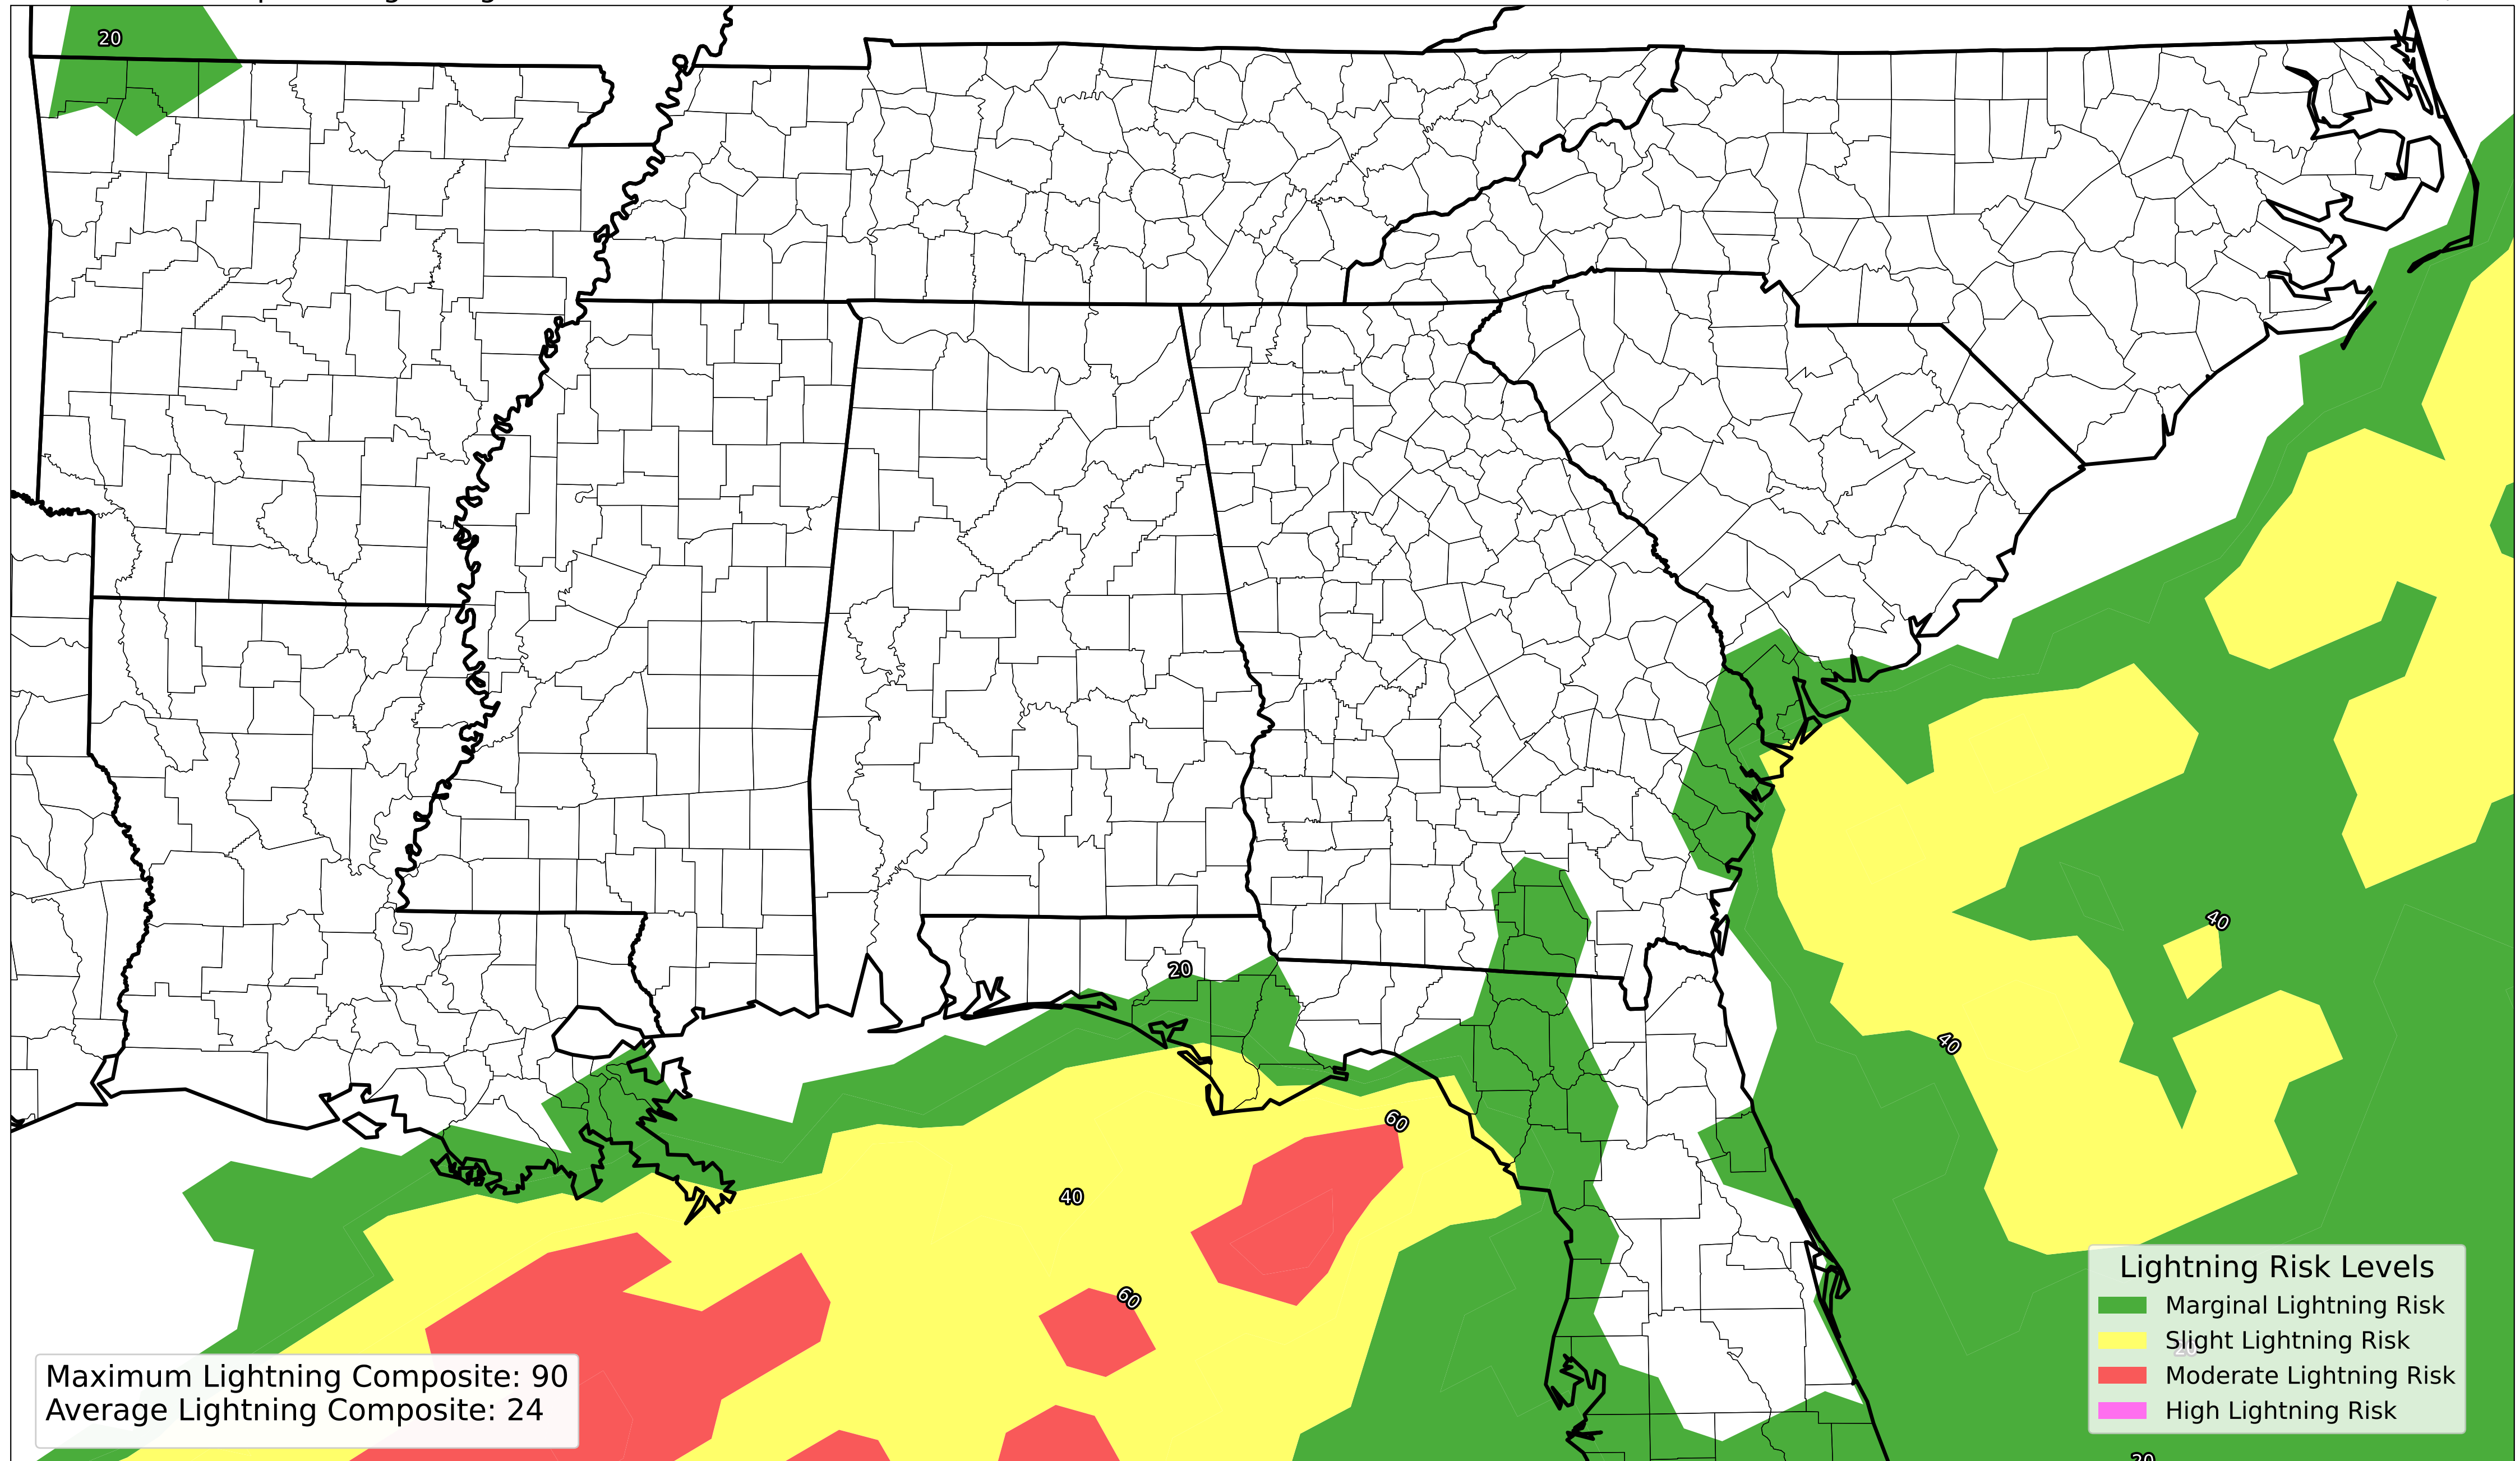 20
20
40
40
60
40
60
Lightning Risk Levels
Marginal Lightning Risk
Slight Lightning Risk
Moderate Lightning Risk
High Lightning Risk
20
Maximum Lightning Composite: 90
Average Lightning Composite: 24